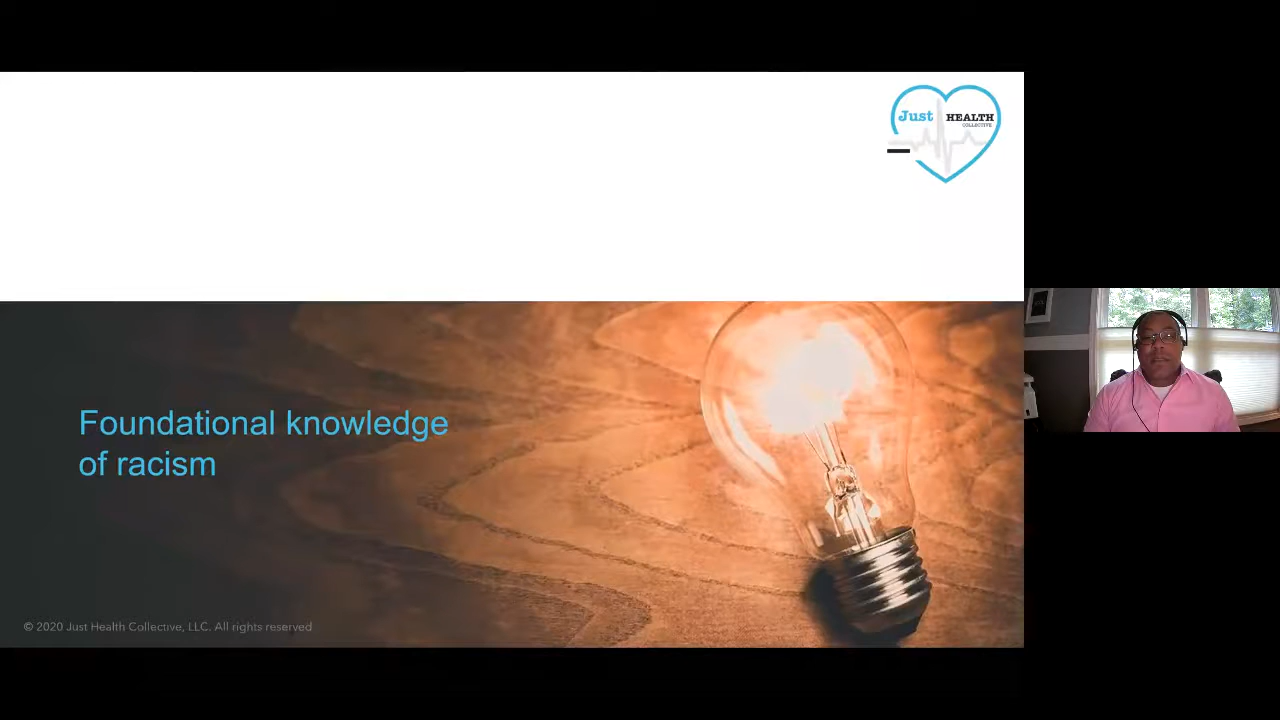 Just HEALTH
COLLECTIVE
Foundational knowledge
of racism
© 2020 Just Health Collective, LLC. All rights reserved